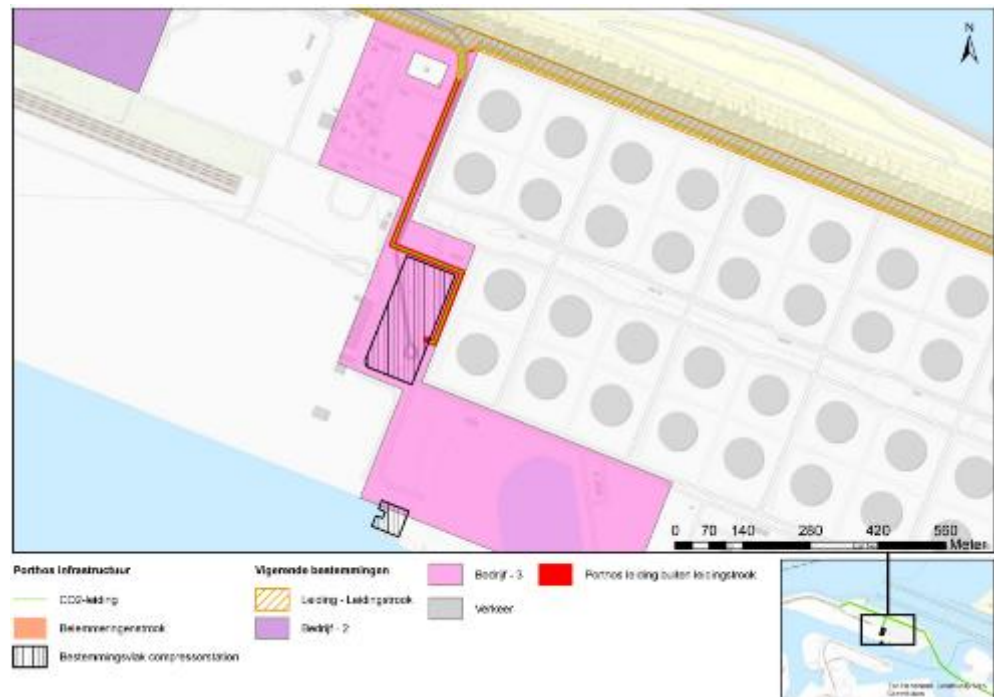 N
0 70 140 280 420 560
Meter
Porthos infrastructuur
CO2-leiding
Belemmeringenstrook
Bestemmingsvlak compressorstation
Vigerende bestemmingen
Leiding - Leidingstrook
Bedrijf - 2
Bedrijf - 3
Verkeer
Porthos leiding buiten leidingstrook